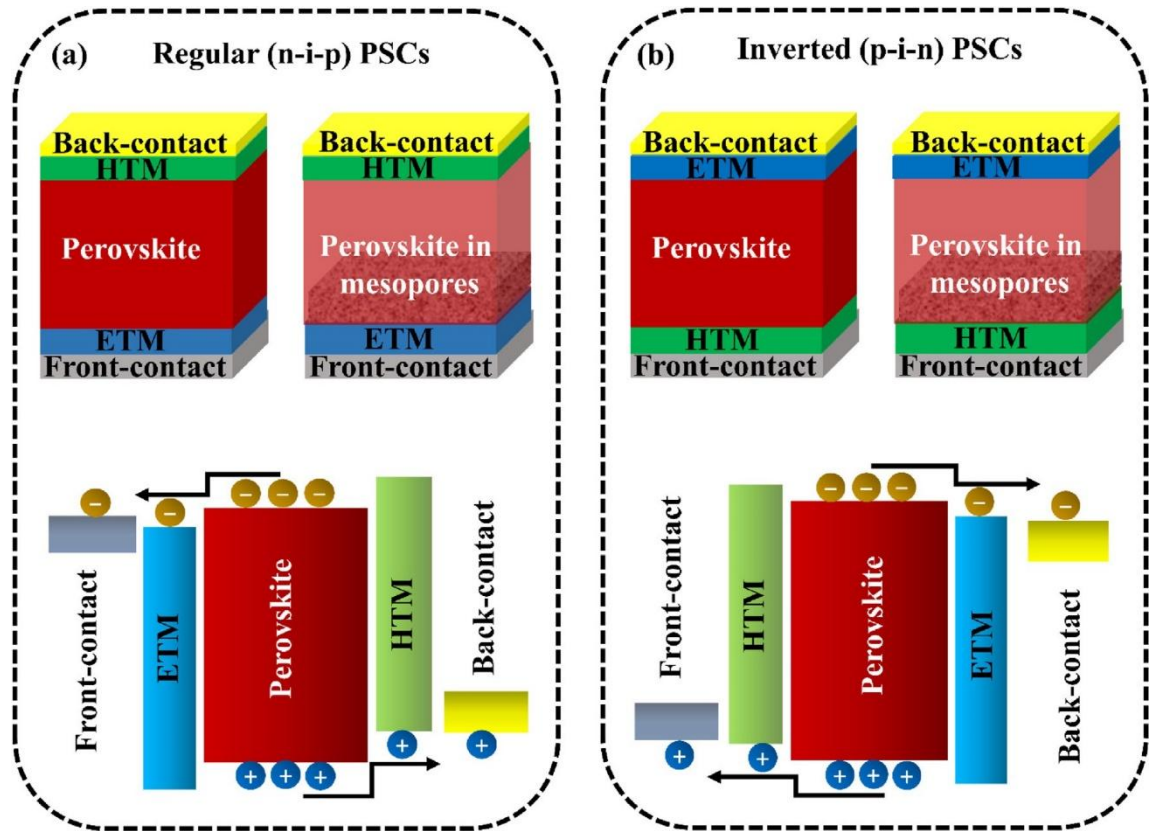 (a) Regular (n-i-p) PSCs
Back-contact
HTM
Perovskite
ETM
Front-contact
Back-contact
HTM
Perovskite in
mesopores
ETM
Front-contact
− − − −
−
Front-contact
ETM
Perovskite
HTM
Back-contact
+ + + + +
(b) Inverted (p-i-n) PSCs
Back-contact
ETM
Perovskite
HTM
Front-contact
Back-contact
ETM
Perovskite in
mesopores
HTM
Front-contact
− − − − −
Front-contact
HTM
Perovskite
ETM
Back-contact
+ + + + +